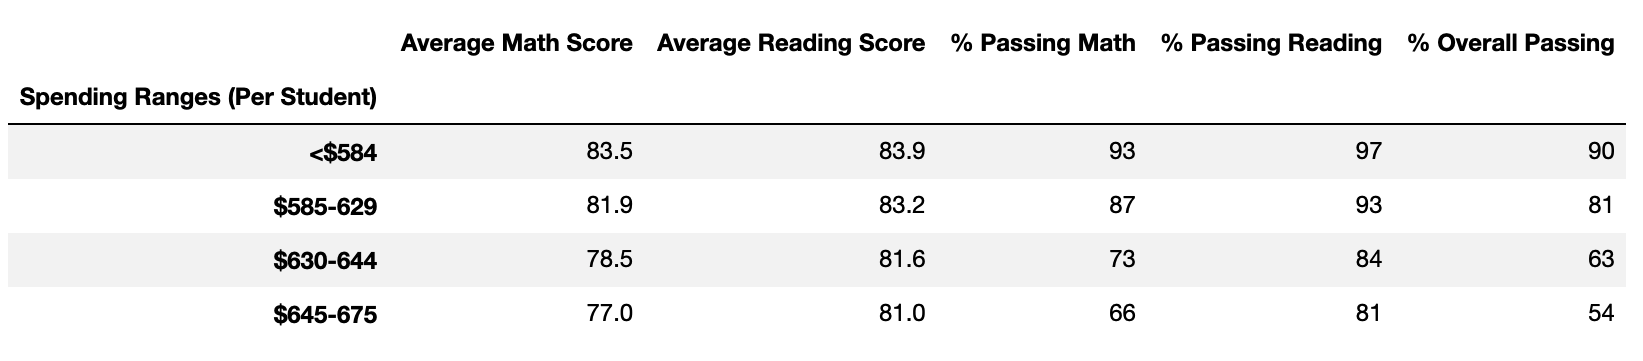 Average Math Score Average Reading Score % Passing Math % Passing Reading % Overall Passing
Spending Ranges (Per Student)
<$584 83.5 83.9 93 97 90
$585-629 81.9 83.2 87 93 81
$630-644 78.5 81.6 73 84 63
$645-675 77.0 81.0 66 81 54